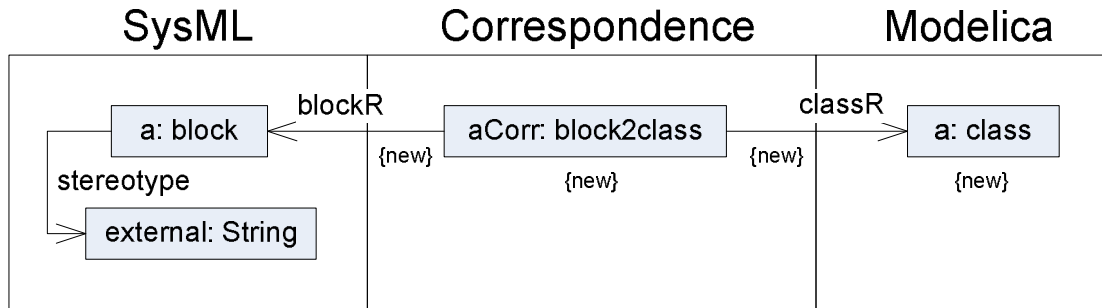 SysML
Correspondence
Modelica
blockR
classR
a: block
aCorr: block2class
a: class
{new}
{new}
{new}
{new}
stereotype
external: String